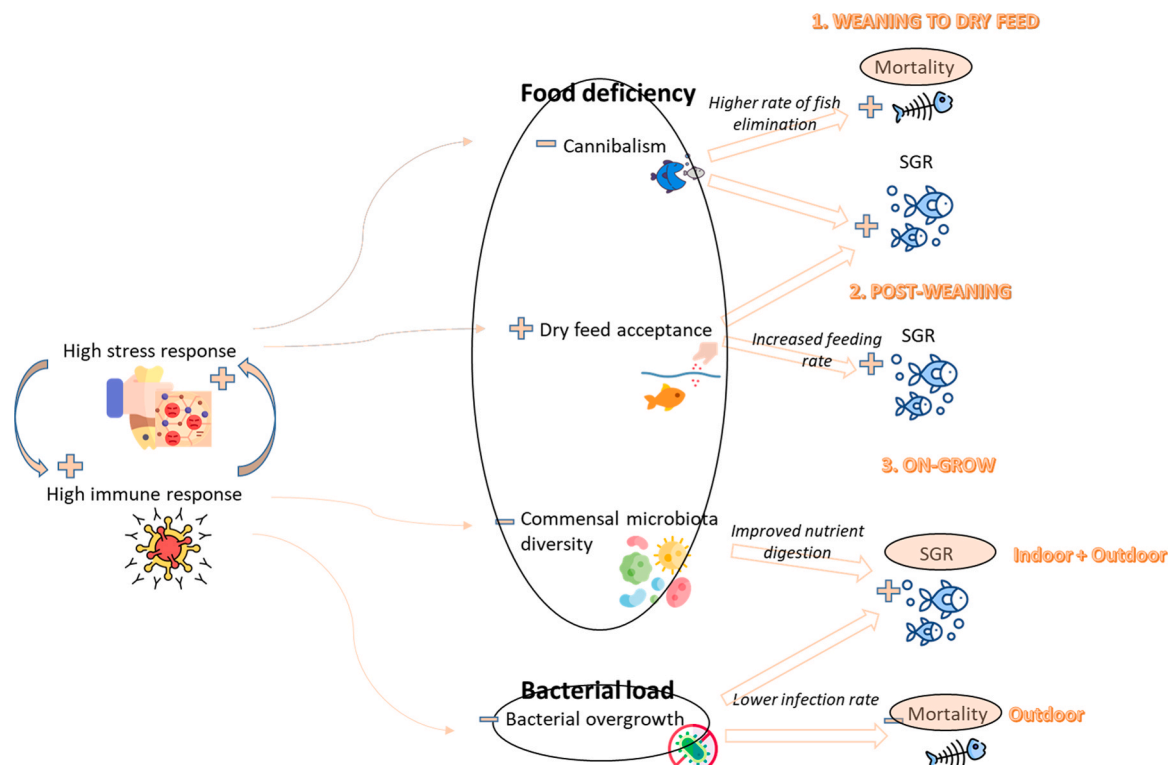 1. WEANING TO DRY FEED
Mortality
Food deficiency
Higher rate of fish
elimination
Cannibalism
SGR
2. POST-WEANING
Dry feed acceptance
Increased feeding
rate
SGR
High stress response
3. ON-GROW
High immune response
Commensal microbiota
diversity
Improved nutrient
digestion
SGR
Indoor + Outdoor
Bacterial load
Bacterial overgrowth
Lower infection rate
Mortality
Outdoor